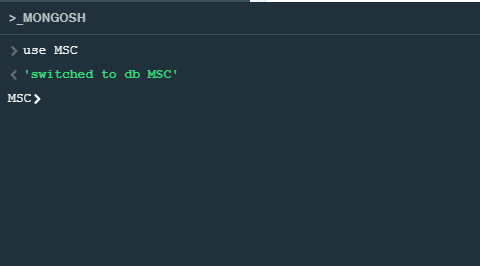 >_MONGOSH
> use MSC
< 'switched to db MSC'
MSC>